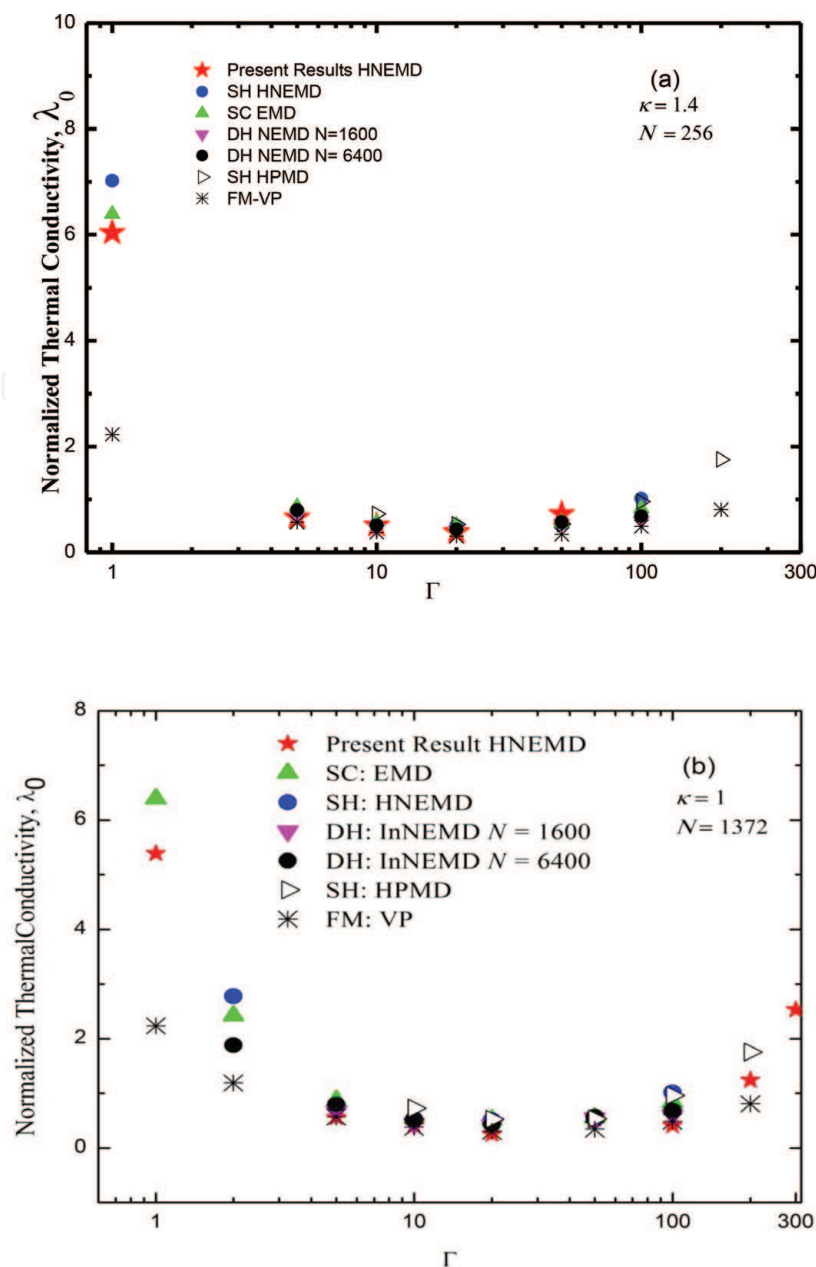 10
8
6
4
2
0
Normalized Thermal Conductivity, λ0
Present Results HNEMD
SH HNEMD
SC EMD
DH NEMD N=1600
DH NEMD N= 6400
SH HPMD
FM-VP
(a)
κ = 1.4
N = 256
1
10
100
300
Γ
8
6
4
2
0
Normalized ThermalConductivity, λ0
Present Result HNEMD
SC: EMD
SH: HNEMD
DH: InNEMD N = 1600
DH: InNEMD N = 6400
SH: HPMD
FM: VP
(b)
κ = 1
N = 1372
1
10
100
300
Γ